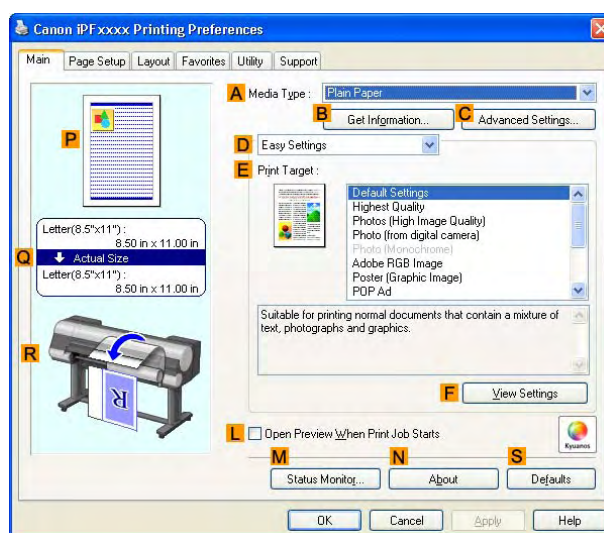 Canon iPFxxxx Printing Preferences
Main Page Setup Layout Favorites Utility Support
A Media Type : Plain Paper
B Get Information... C Advanced Settings...
D Easy Settings
E Print Target :
Default Settings
Highest Quality
Photos (High Image Quality)
Photo (from digital camera)
Photo (Monochrome)
Adobe RGB Image
Poster (Graphic Image)
POP Ad
Suitable for printing normal documents that contain a mixture of
text, photographs and graphics.
F View Settings
P
Letter(8.5"x11") :
8.50 in x 11.00 in
Q Actual Size
Letter(8.5"x11") :
8.50 in x 11.00 in
R
R
L Open Preview When Print Job Starts
Kyuanos
M N S
Status Monitor... About Defaults
OK Cancel Apply Help